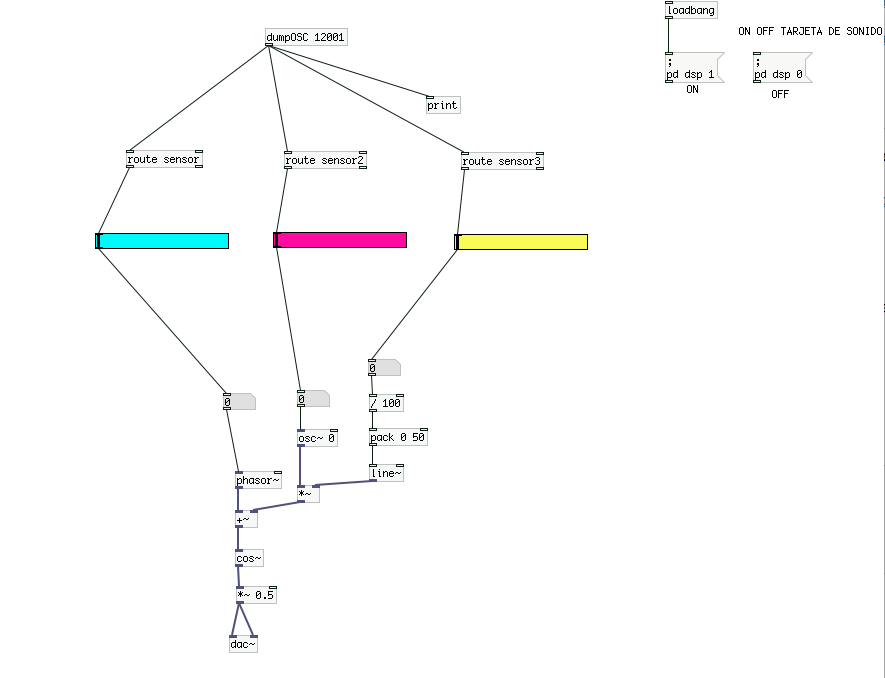 loadbang
ON OFF TARJETA DE SONIDO
dumpOSC 12001
;
pd dsp 1
;
pd dsp 0
ON
OFF
print
route sensor
route sensor2
route sensor3
0
0
0
/ 100
osc~ 0
pack 0 50
phasor~
line~
*~
+~
cos~
*~ 0.5
dac~